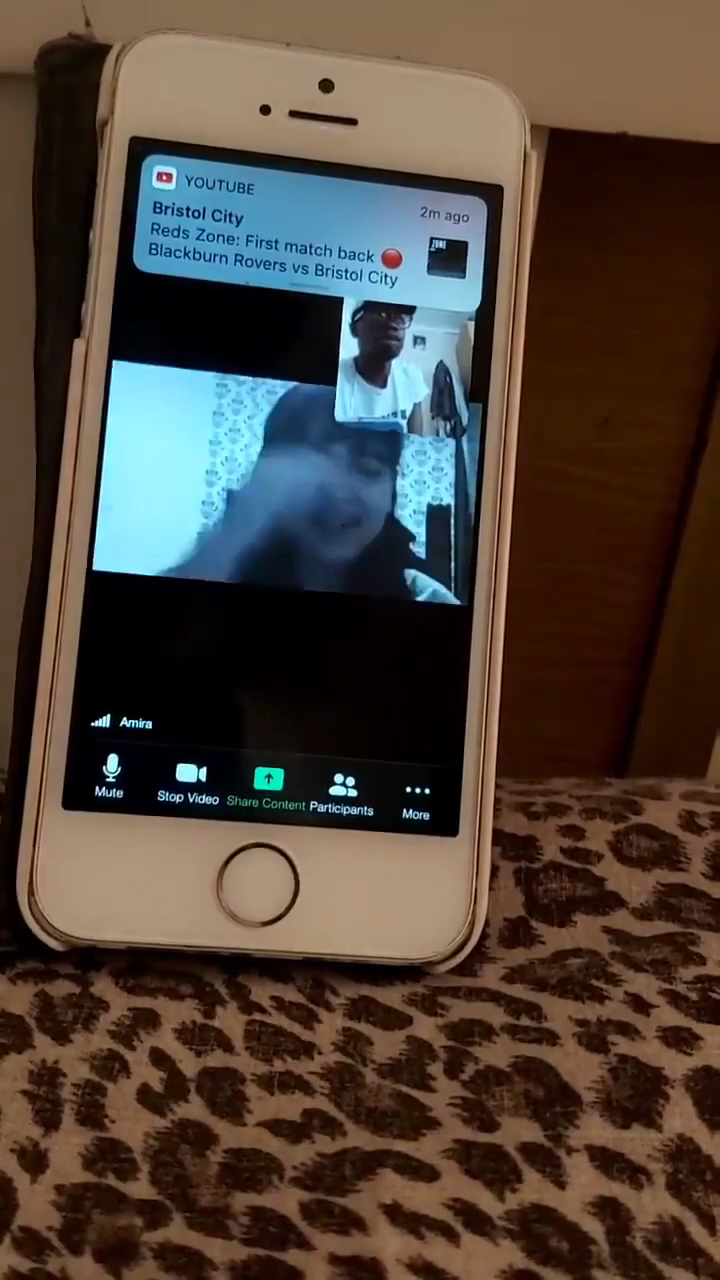 YOUTUBE
2m ago
Bristol City
Reds Zone: First match back 🔴
Blackburn Rovers vs Bristol City
ZONE
Amira
Mute
Stop Video
Share Content
Participants
More